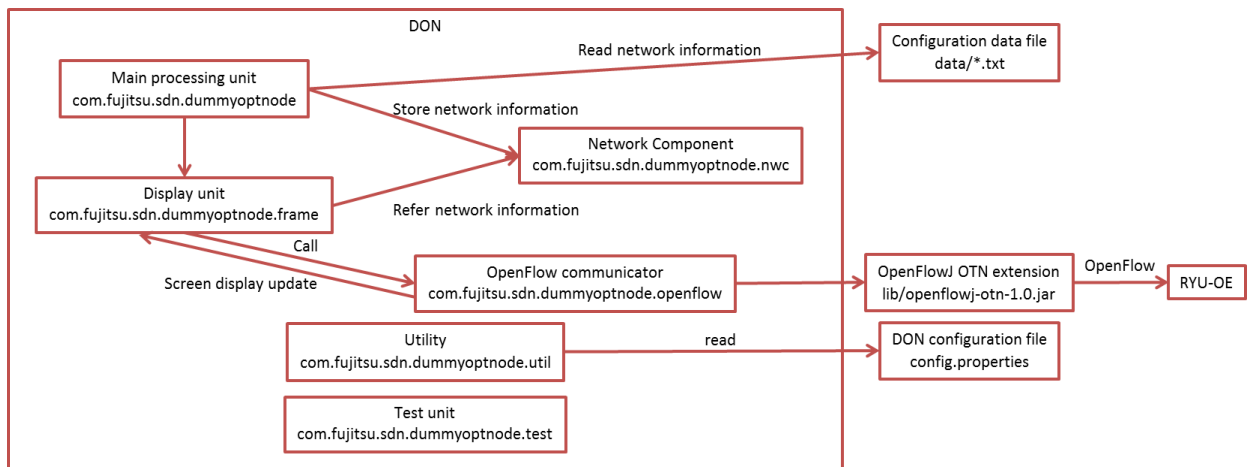 DON
Read network information
Configuration data file
data/*.txt
Main processing unit
com.fujitsu.sdn.dummyoptnode
Store network information
Network Component
com.fujitsu.sdn.dummyoptnode.nwc
Display unit
com.fujitsu.sdn.dummyoptnode.frame
Refer network information
Call
Screen display update
OpenFlow communicator
com.fujitsu.sdn.dummyoptnode.openflow
OpenFlowJ OTN extension
lib/openflowj-otn-1.0.jar
OpenFlow
RYU-OE
Utility
com.fujitsu.sdn.dummyoptnode.util
read
DON configuration file
config.properties
Test unit
com.fujitsu.sdn.dummyoptnode.test